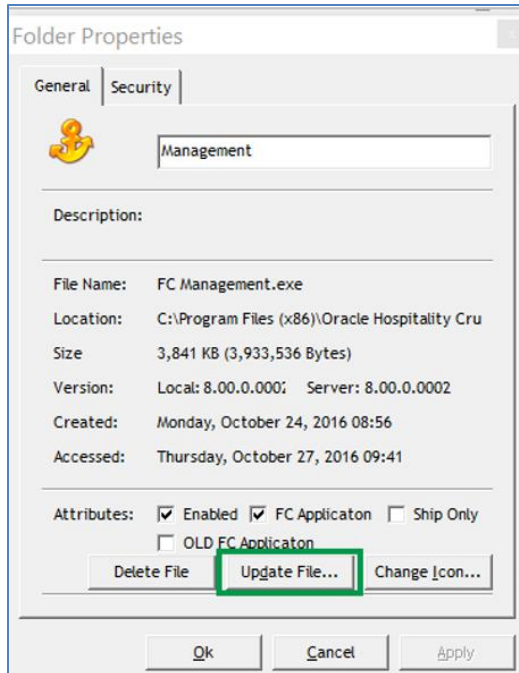 Folder Properties
General Security
Management
Description:
File Name: FC Management.exe
Location: C:\Program Files (x86)\Oracle Hospitality Cru
Size 3,841 KB (3,933,536 Bytes)
Version: Local: 8.00.0.0002 Server: 8.00.0.0002
Created: Monday, October 24, 2016 08:56
Accessed: Thursday, October 27, 2016 09:41
Attributes: Enabled FC Applicaton Ship Only
OLD FC Applicaton
Delete File Update File... Change Icon...
Ok Cancel Apply